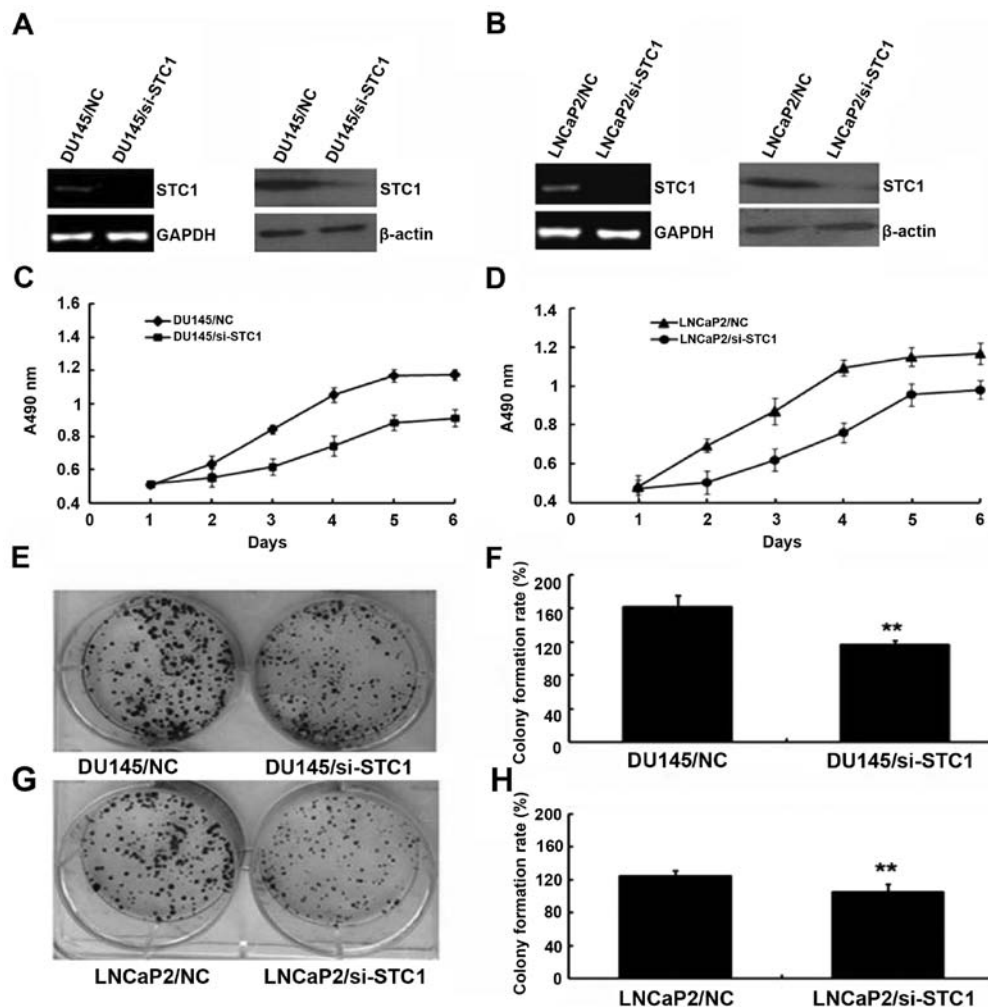 A
DU145/NC
DU145/si-STC1
DU145/NC
DU145/si-STC1
STC1
STC1
GAPDH
β-actin
B
LNCaP2/NC
LNCaP2/si-STC1
LNCaP2/NC
LNCaP2/si-STC1
STC1
STC1
GAPDH
β-actin
C
1.6
1.4
1.2
1
0.8
0.6
0.4
A490 nm
DU145/NC
DU145/si-STC1
0 1 2 3 4 5 6
Days
D
1.4
1.2
1
0.8
0.6
0.4
A490 nm
LNCaP2/NC
LNCaP2/si-STC1
0 1 2 3 4 5 6
Days
E
DU145/NC DU145/si-STC1
F
Colony formation rate (%)
200
160
120
80
40
0
**
DU145/NC DU145/si-STC1
G
LNCaP2/NC LNCaP2/si-STC1
H
Colony formation rate (%)
200
160
120
80
40
0
**
LNCaP2/NC LNCaP2/si-STC1